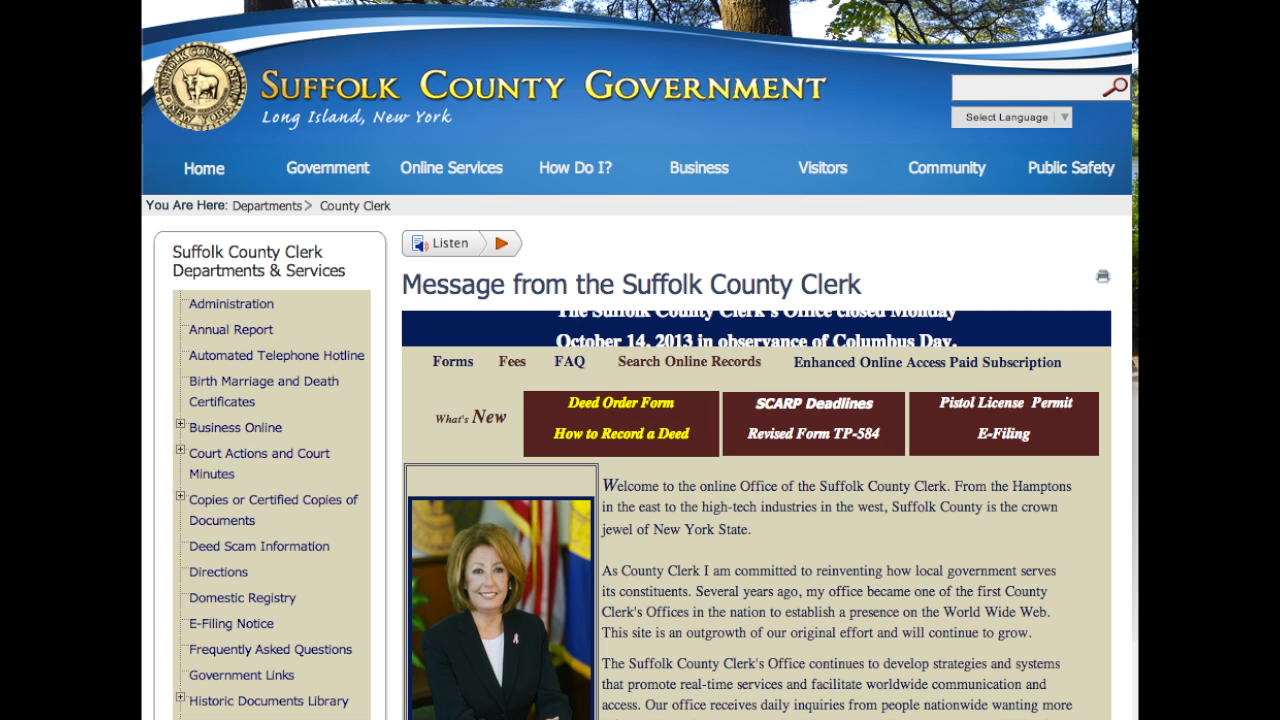 SUFFOLK COUNTY GOVERNMENT
Long Island, New York
Select Language ▼
Home Government Online Services How Do I? Business Visitors Community Public Safety
You Are Here: Departments > County Clerk
Suffolk County Clerk
Departments & Services
Administration
Annual Report
Automated Telephone Hotline
Birth Marriage and Death
Certificates
Business Online
Court Actions and Court
Minutes
Copies or Certified Copies of
Documents
Deed Scam Information
Directions
Domestic Registry
E-Filing Notice
Frequently Asked Questions
Government Links
Historic Documents Library
Listen
Message from the Suffolk County Clerk
The Suffolk County Clerk's Office closed Monday
October 14, 2013 in observance of Columbus Day.
Forms Fees FAQ Search Online Records Enhanced Online Access Paid Subscription
What's New
Deed Order Form
How to Record a Deed
SCARP Deadlines
Revised Form TP-584
Pistol License Permit
E-Filing
Welcome to the online Office of the Suffolk County Clerk. From the Hamptons
in the east to the high-tech industries in the west, Suffolk County is the crown
jewel of New York State.
As County Clerk I am committed to reinventing how local government serves
its constituents. Several years ago, my office became one of the first County
Clerk's Offices in the nation to establish a presence on the World Wide Web.
This site is an outgrowth of our original effort and will continue to grow.
The Suffolk County Clerk's Office continues to develop strategies and systems
that promote real-time services and facilitate worldwide communication and
access. Our office receives daily inquiries from people nationwide wanting more